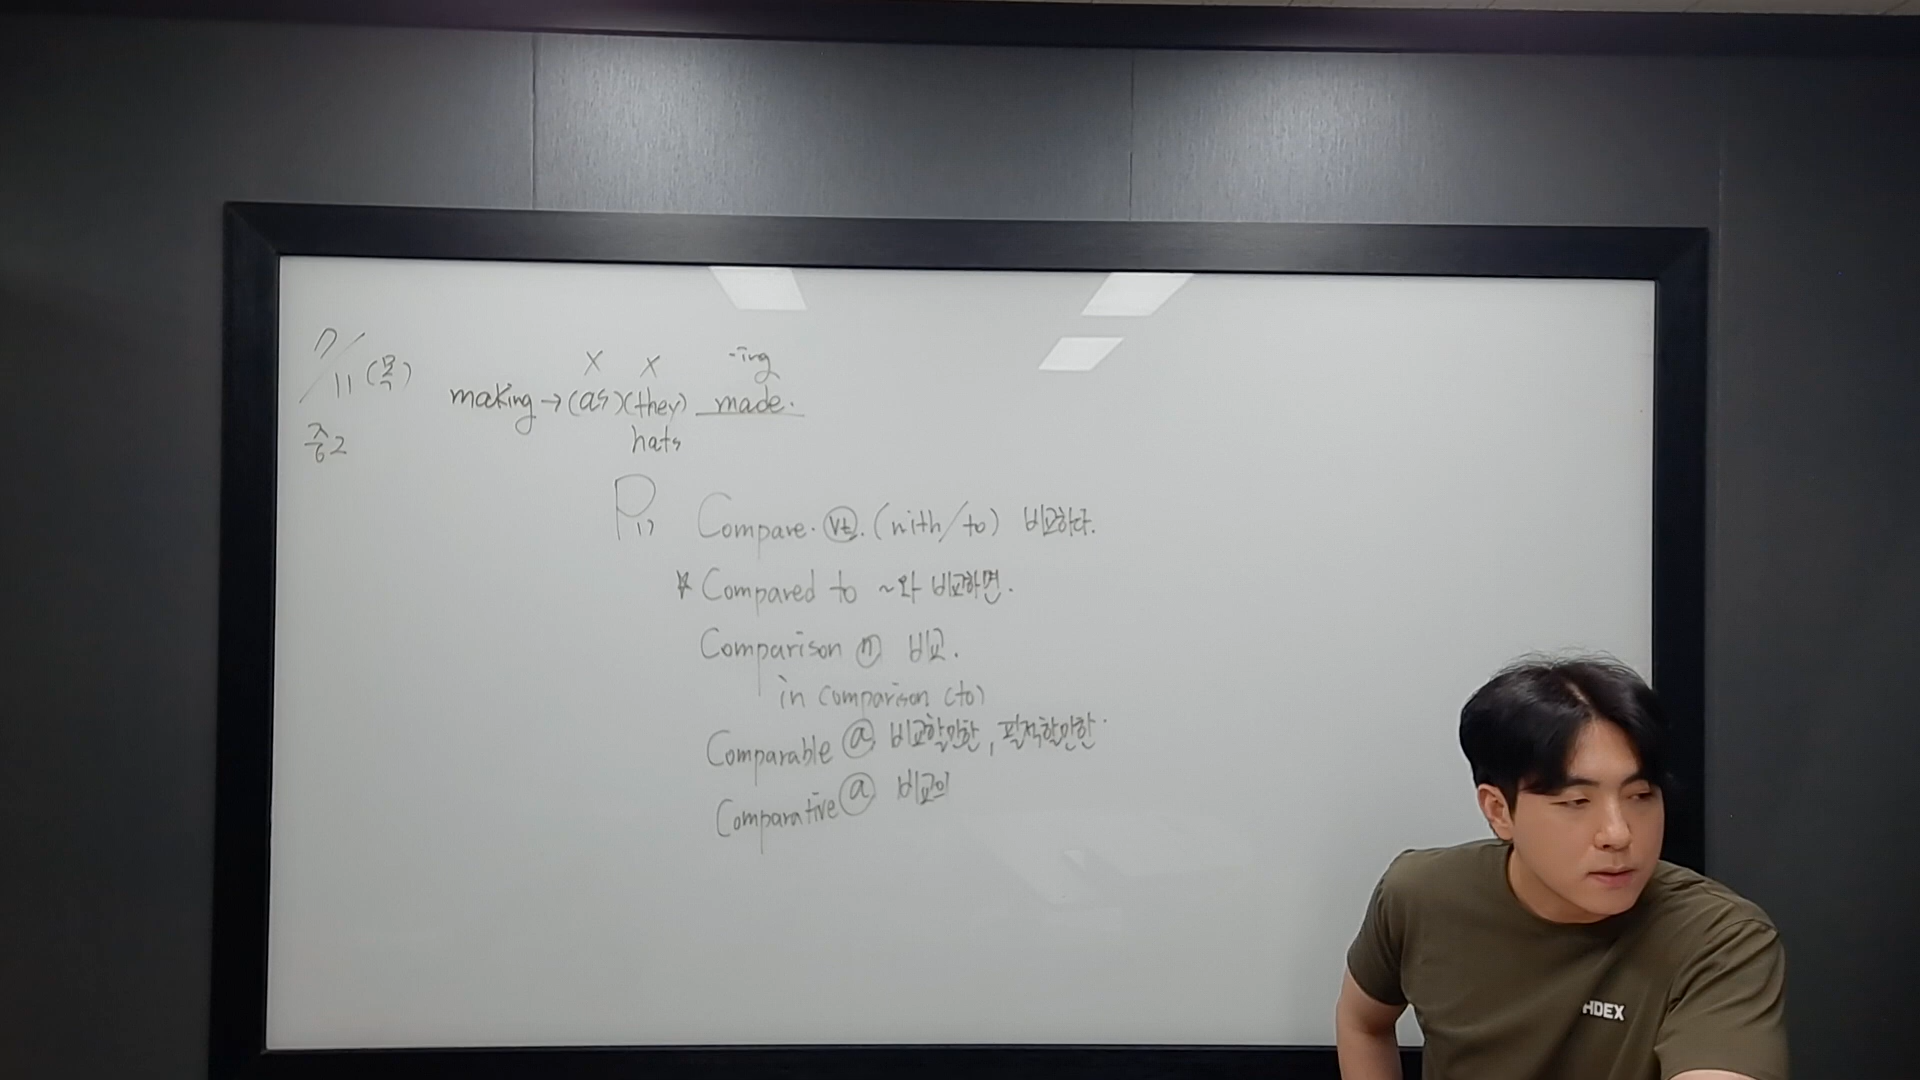 7/11 (목)
중2
X X -ing
making → (as)(they) made.
hats
P17
Compare. vt. (with/to) 비교하다.
☆ Compared to ~와 비교하면.
Comparison n 비교.
in comparison (to)
Comparable a 비교할만한, 필적할만한.
Comparative a 비교의
HDEX